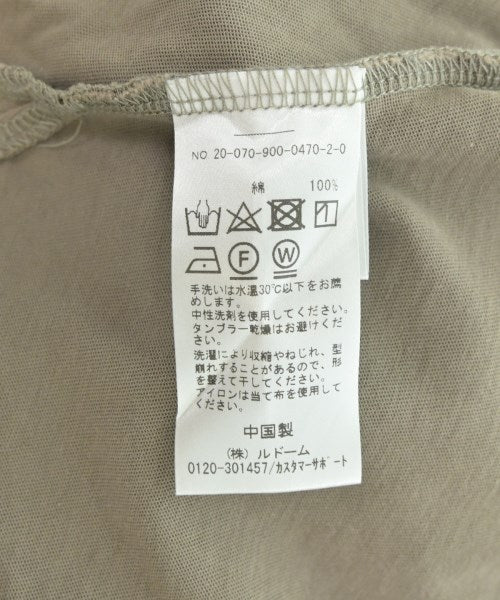 NO 20-070-900-0470-2-0
綿 100%
F W
手洗いは水温30℃以下をお薦
めします。
中性洗剤を使用してください。
タンブラー乾燥はお避けくだ
さい。
洗濯により収縮やねじれ、型
崩れすることがあるので、形
を整えて干してください。
アイロンは当て布を使用して
ください。
中国製
(株) ルドーム
0120-301457/カスタマーサポート